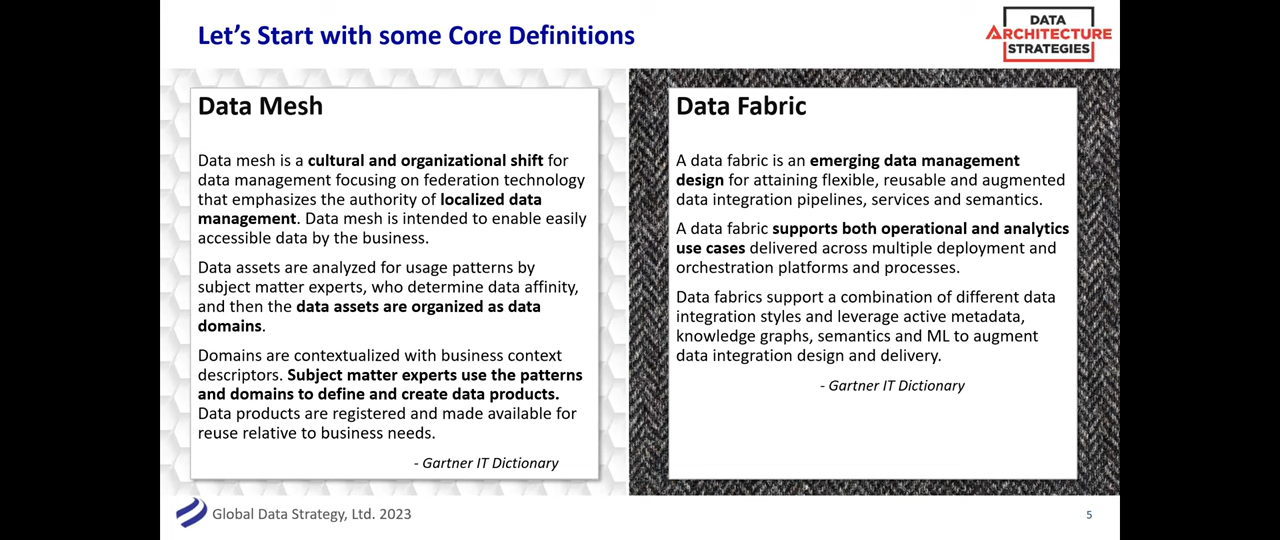 Let's Start with some Core Definitions
DATA
ARCHITECTURE
STRATEGIES
Data Mesh
Data mesh is a cultural and organizational shift for
data management focusing on federation technology
that emphasizes the authority of localized data
management. Data mesh is intended to enable easily
accessible data by the business.
Data assets are analyzed for usage patterns by
subject matter experts, who determine data affinity,
and then the data assets are organized as data
domains.
Domains are contextualized with business context
descriptors. Subject matter experts use the patterns
and domains to define and create data products.
Data products are registered and made available for
reuse relative to business needs.
- Gartner IT Dictionary
Data Fabric
A data fabric is an emerging data management
design for attaining flexible, reusable and augmented
data integration pipelines, services and semantics.
A data fabric supports both operational and analytics
use cases delivered across multiple deployment and
orchestration platforms and processes.
Data fabrics support a combination of different data
integration styles and leverage active metadata,
knowledge graphs, semantics and ML to augment
data integration design and delivery.
- Gartner IT Dictionary
Global Data Strategy, Ltd. 2023
5